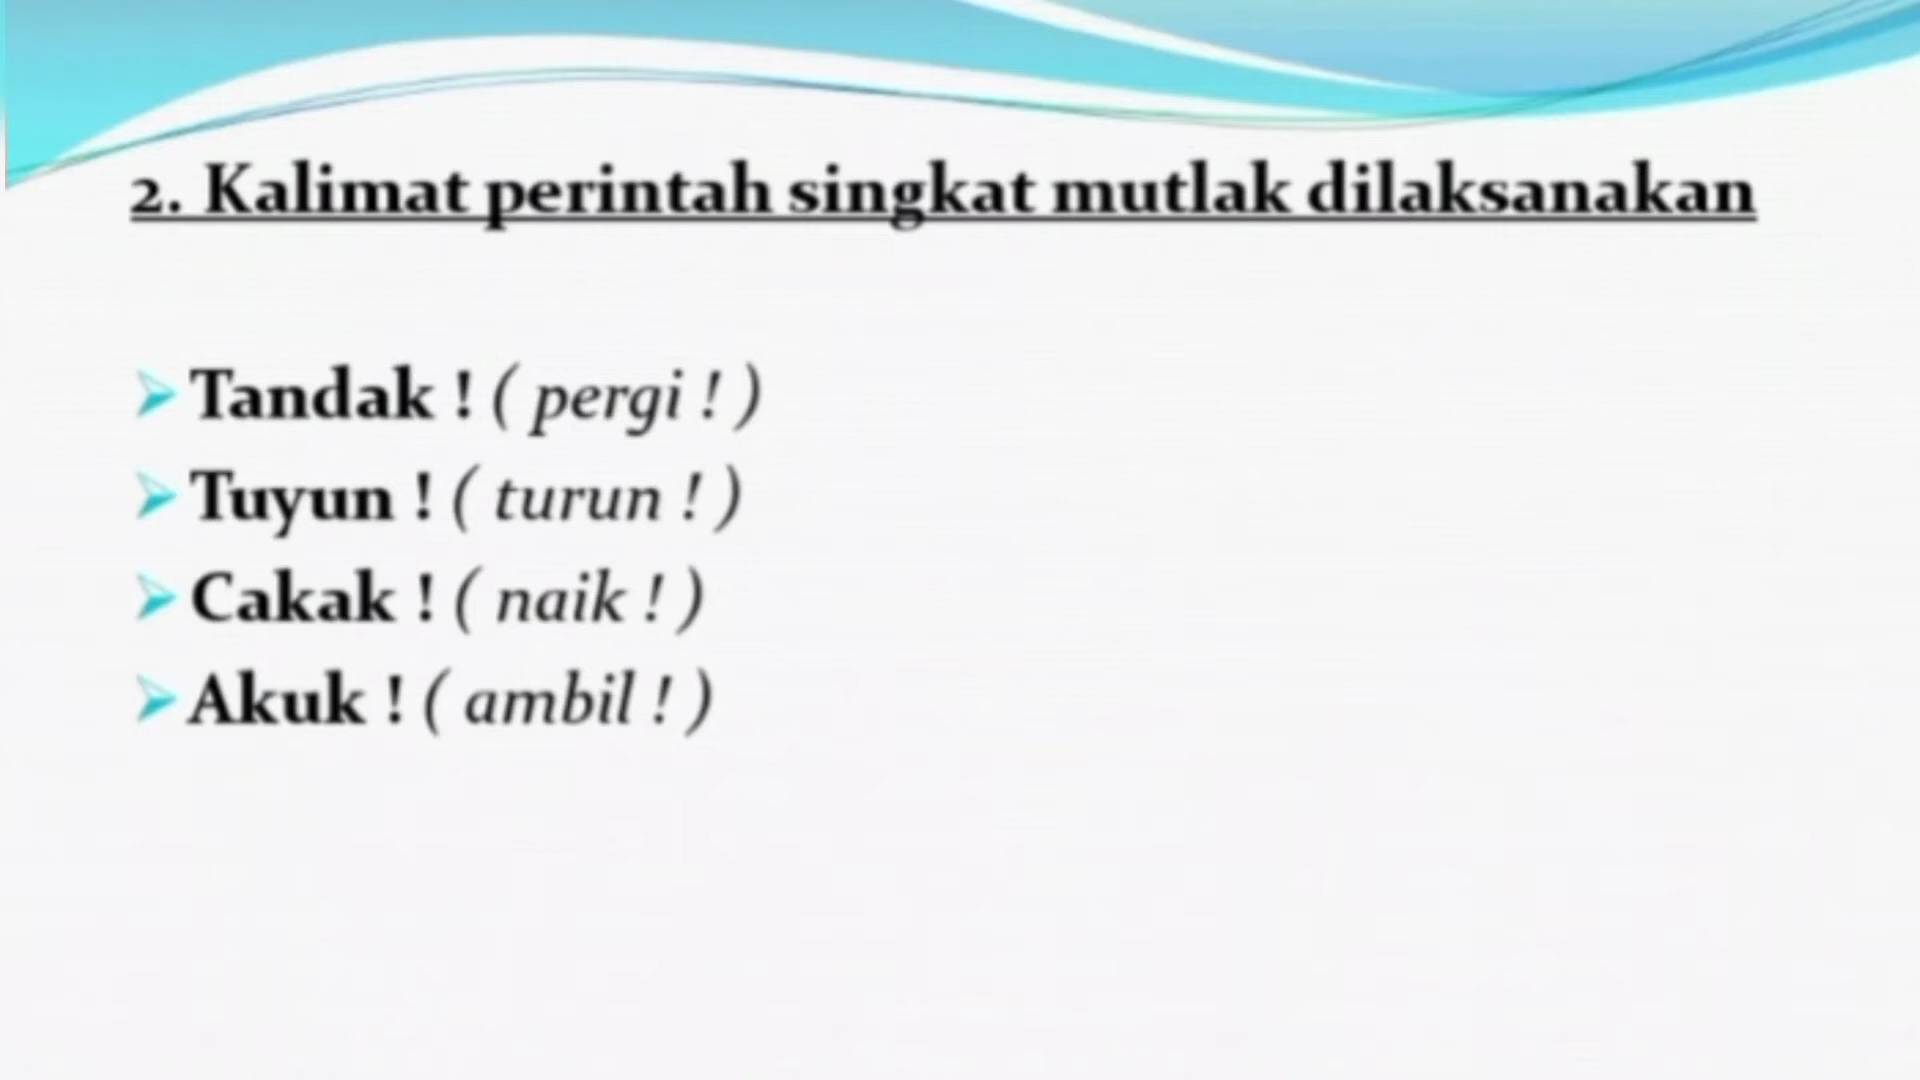 2. Kalimat perintah singkat mutlak dilaksanakan
Tandak ! ( pergi ! )
Tuyun ! ( turun ! )
Cakak ! ( naik ! )
Akuk ! ( ambil ! )